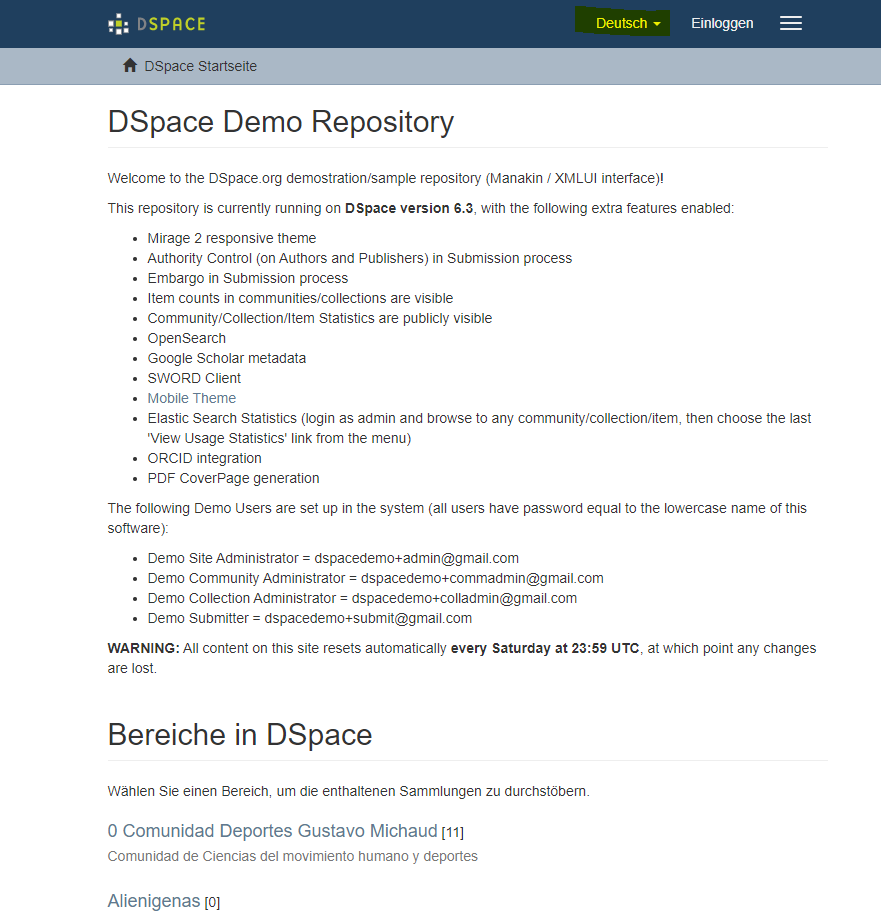 DSPACE
Deutsch
Einloggen
DSpace Startseite
DSpace Demo Repository
Welcome to the DSpace.org demostration/sample repository (Manakin / XMLUI interface)!
This repository is currently running on DSpace version 6.3, with the following extra features enabled:
Mirage 2 responsive theme
Authority Control (on Authors and Publishers) in Submission process
Embargo in Submission process
Item counts in communities/collections are visible
Community/Collection/Item Statistics are publicly visible
OpenSearch
Google Scholar metadata
SWORD Client
Mobile Theme
Elastic Search Statistics (login as admin and browse to any community/collection/item, then choose the last
'View Usage Statistics' link from the menu)
ORCID integration
PDF CoverPage generation
The following Demo Users are set up in the system (all users have password equal to the lowercase name of this
software):
Demo Site Administrator = dspacedemo+admin@gmail.com
Demo Community Administrator = dspacedemo+commadmin@gmail.com
Demo Collection Administrator = dspacedemo+colladmin@gmail.com
Demo Submitter = dspacedemo+submit@gmail.com
WARNING: All content on this site resets automatically every Saturday at 23:59 UTC, at which point any changes
are lost.
Bereiche in DSpace
Wählen Sie einen Bereich, um die enthaltenen Sammlungen zu durchstöbern.
0 Comunidad Deportes Gustavo Michaud [11]
Comunidad de Ciencias del movimiento humano y deportes
Alienigenas [0]